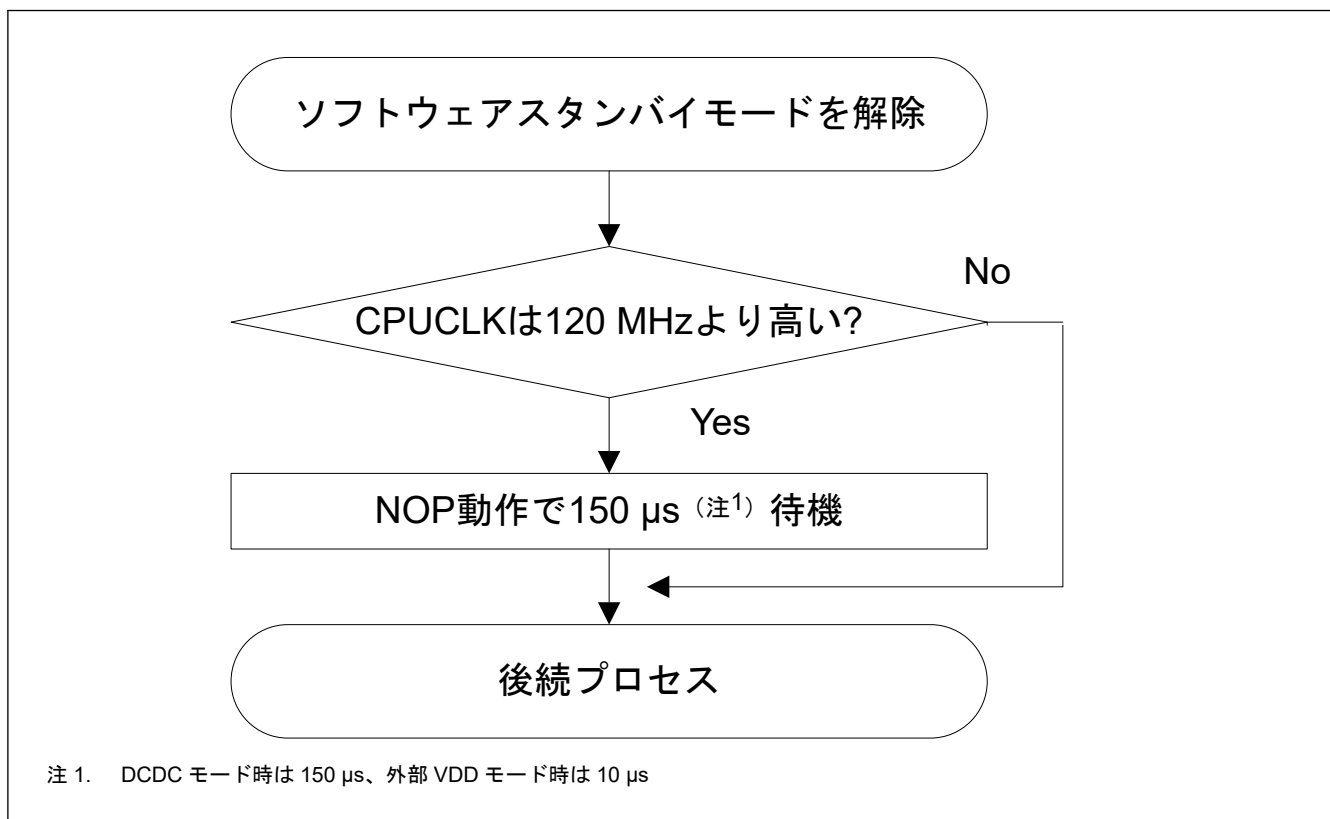 ソフトウェアスタンバイモードを解除
No
CPUCLKは120 MHzより高い?
Yes
NOP動作で150 µs（注1）待機
後続プロセス
注 1. DCDC モード時は 150 µs、外部 VDD モード時は 10 µs